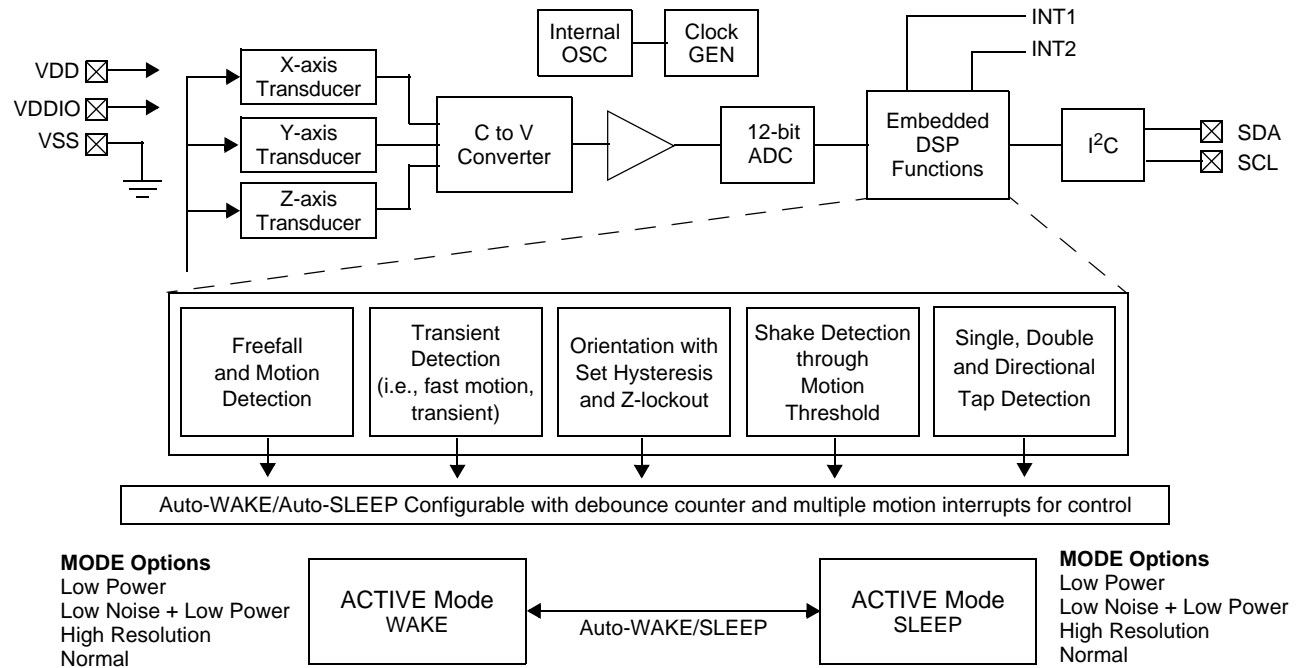 INT1
INT2
Internal
OSC
Clock
GEN
VDD
VDDIO
VSS
X-axis
Transducer
Y-axis
Transducer
Z-axis
Transducer
C to V
Converter
12-bit
ADC
Embedded
DSP
Functions
I²C
SDA
SCL
Freefall
and Motion
Detection
Transient
Detection
(i.e., fast motion,
transient)
Orientation with
Set Hysteresis
and Z-lockout
Shake Detection
through
Motion
Threshold
Single, Double
and Directional
Tap Detection
Auto-WAKE/Auto-SLEEP Configurable with debounce counter and multiple motion interrupts for control
MODE Options
Low Power
Low Noise + Low Power
High Resolution
Normal
ACTIVE Mode
WAKE
Auto-WAKE/SLEEP
ACTIVE Mode
SLEEP
MODE Options
Low Power
Low Noise + Low Power
High Resolution
Normal